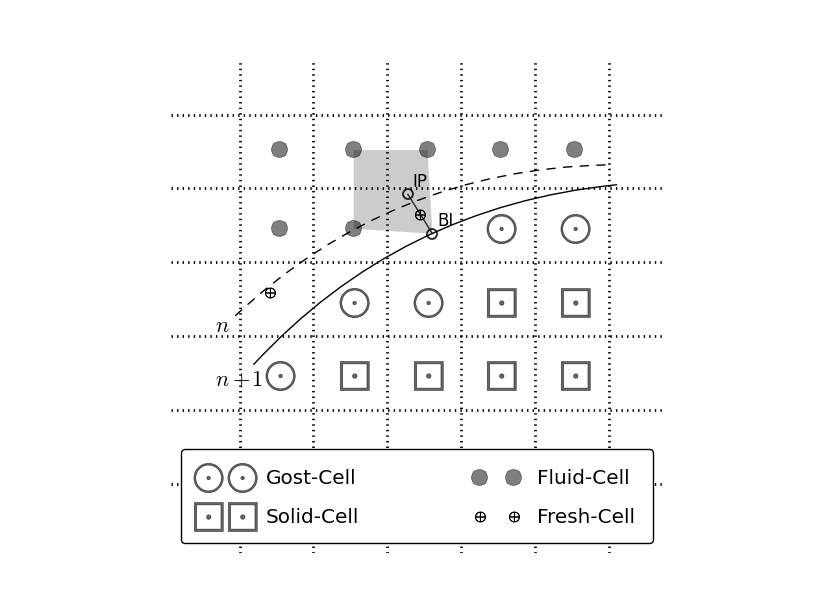 IP
BI
n
n+1
Gost-Cell
Fluid-Cell
Solid-Cell
Fresh-Cell